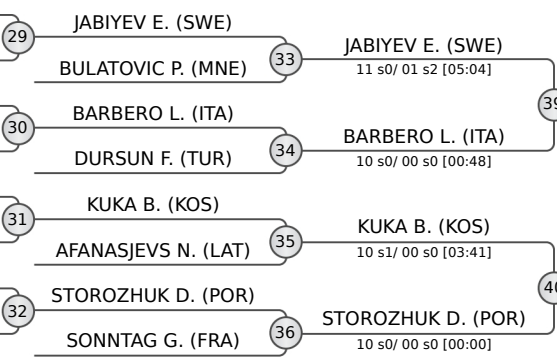 29
JABIYEV E. (SWE)
BULATOVIC P. (MNE)
33
JABIYEV E. (SWE)
11 s0/ 01 s2 [05:04]
30
BARBERO L. (ITA)
DURSUN F. (TUR)
34
BARBERO L. (ITA)
10 s0/ 00 s0 [00:48]
39
31
KUKA B. (KOS)
AFANASJEVS N. (LAT)
35
KUKA B. (KOS)
10 s1/ 00 s0 [03:41]
32
STOROZHUK D. (POR)
SONNTAG G. (FRA)
36
STOROZHUK D. (POR)
10 s0/ 00 s0 [00:00]
40